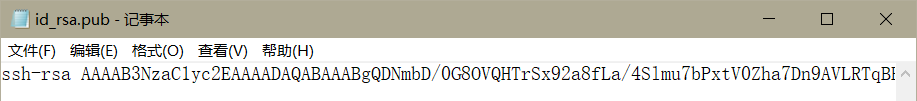 id_rsa.pub - 记事本
文件(F) 编辑(E) 格式(O) 查看(V) 帮助(H)
ssh-rsa AAAAB3NzaC1yc2EAAAADAQABAAABgQDNmbD/0G8OVQHTrSx92a8fLa/4Slmu7bPxtV0Zha7Dn9AVLRTqB